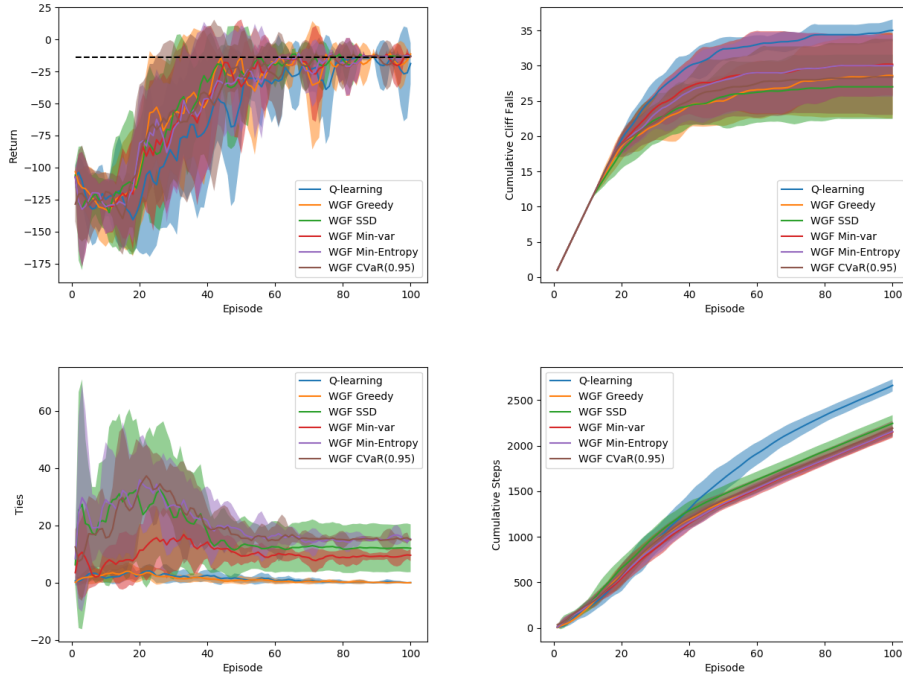 25
0
−25
−50
−75
−100
−125
−150
−175
Return
0
20
40
60
80
100
Episode
Q-learning
WGF Greedy
WGF SSD
WGF Min-var
WGF Min-Entropy
WGF CVaR(0.95)
35
30
25
20
15
10
5
0
Cumulative Cliff Falls
0
20
40
60
80
100
Episode
Q-learning
WGF Greedy
WGF SSD
WGF Min-var
WGF Min-Entropy
WGF CVaR(0.95)
60
40
20
0
−20
Ties
0
20
40
60
80
100
Episode
Q-learning
WGF Greedy
WGF SSD
WGF Min-var
WGF Min-Entropy
WGF CVaR(0.95)
2500
2000
1500
1000
500
0
Cumulative Steps
0
20
40
60
80
100
Episode
Q-learning
WGF Greedy
WGF SSD
WGF Min-var
WGF Min-Entropy
WGF CVaR(0.95)